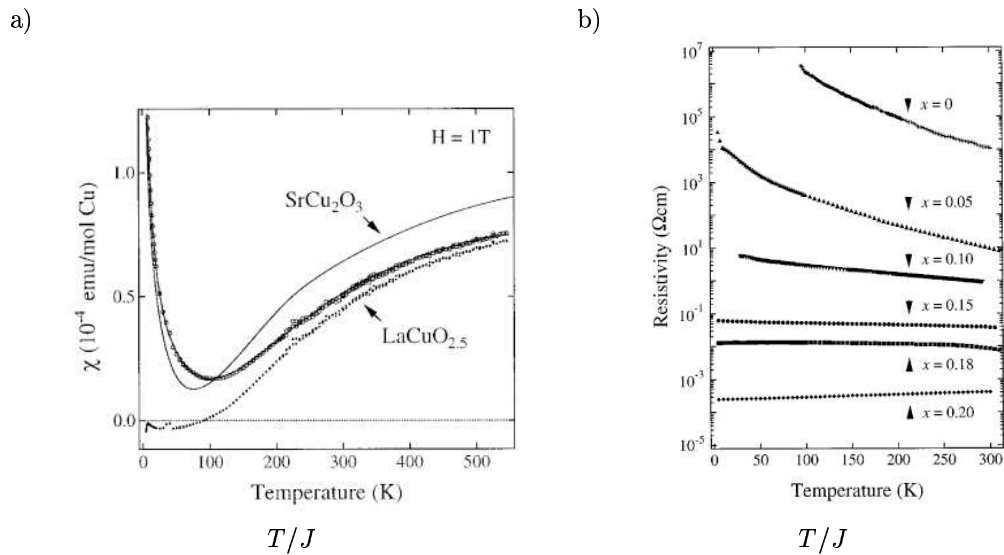 a)
χ (10⁻⁴ emu/mol Cu)
1.0
0.5
0.0
H = 1T
SrCu₂O₃
LaCuO₂.₅
0
100
200
300
400
500
Temperature (K)
T/J
b)
Resistivity (Ωcm)
10⁷
10⁵
10³
10¹
10⁻¹
10⁻³
10⁻⁵
x = 0
x = 0.05
x = 0.10
x = 0.15
x = 0.18
x = 0.20
0
50
100
150
200
250
300
Temperature (K)
T/J